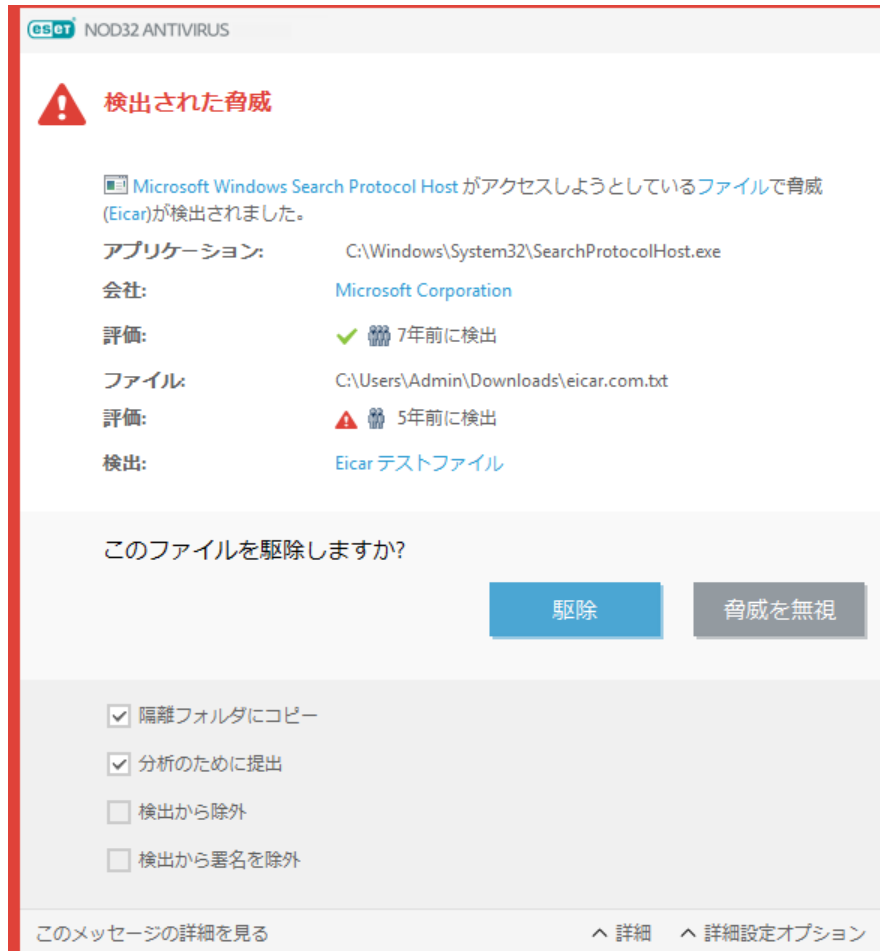 eset NOD32 ANTIVIRUS
検出された脅威
Microsoft Windows Search Protocol Host がアクセスしようとしているファイルで脅威
(Eicar)が検出されました。
アプリケーション: C:\Windows\System32\SearchProtocolHost.exe
会社: Microsoft Corporation
評価: 7年前に検出
ファイル: C:\Users\Admin\Downloads\eicar.com.txt
評価: 5年前に検出
検出: Eicar テストファイル
このファイルを駆除しますか?
駆除 脅威を無視
隔離フォルダにコピー
分析のために提出
検出から除外
検出から署名を除外
このメッセージの詳細を見る 詳細 詳細設定オプション